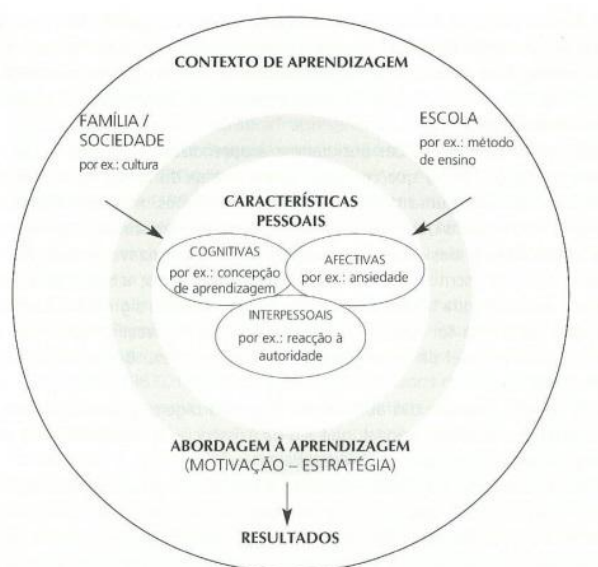 CONTEXTO DE APRENDIZAGEM
FAMÍLIA /
SOCIEDADE
por ex.: cultura
ESCOLA
por ex.: método
de ensino
CARACTERÍSTICAS
PESSOAIS
COGNITIVAS
por ex.: concepção
de aprendizagem
AFECTIVAS
por ex.: ansiedade
INTERPESSOAIS
por ex.: reacção à
autoridade
ABORDAGEM À APRENDIZAGEM
(MOTIVAÇÃO – ESTRATÉGIA)
RESULTADOS